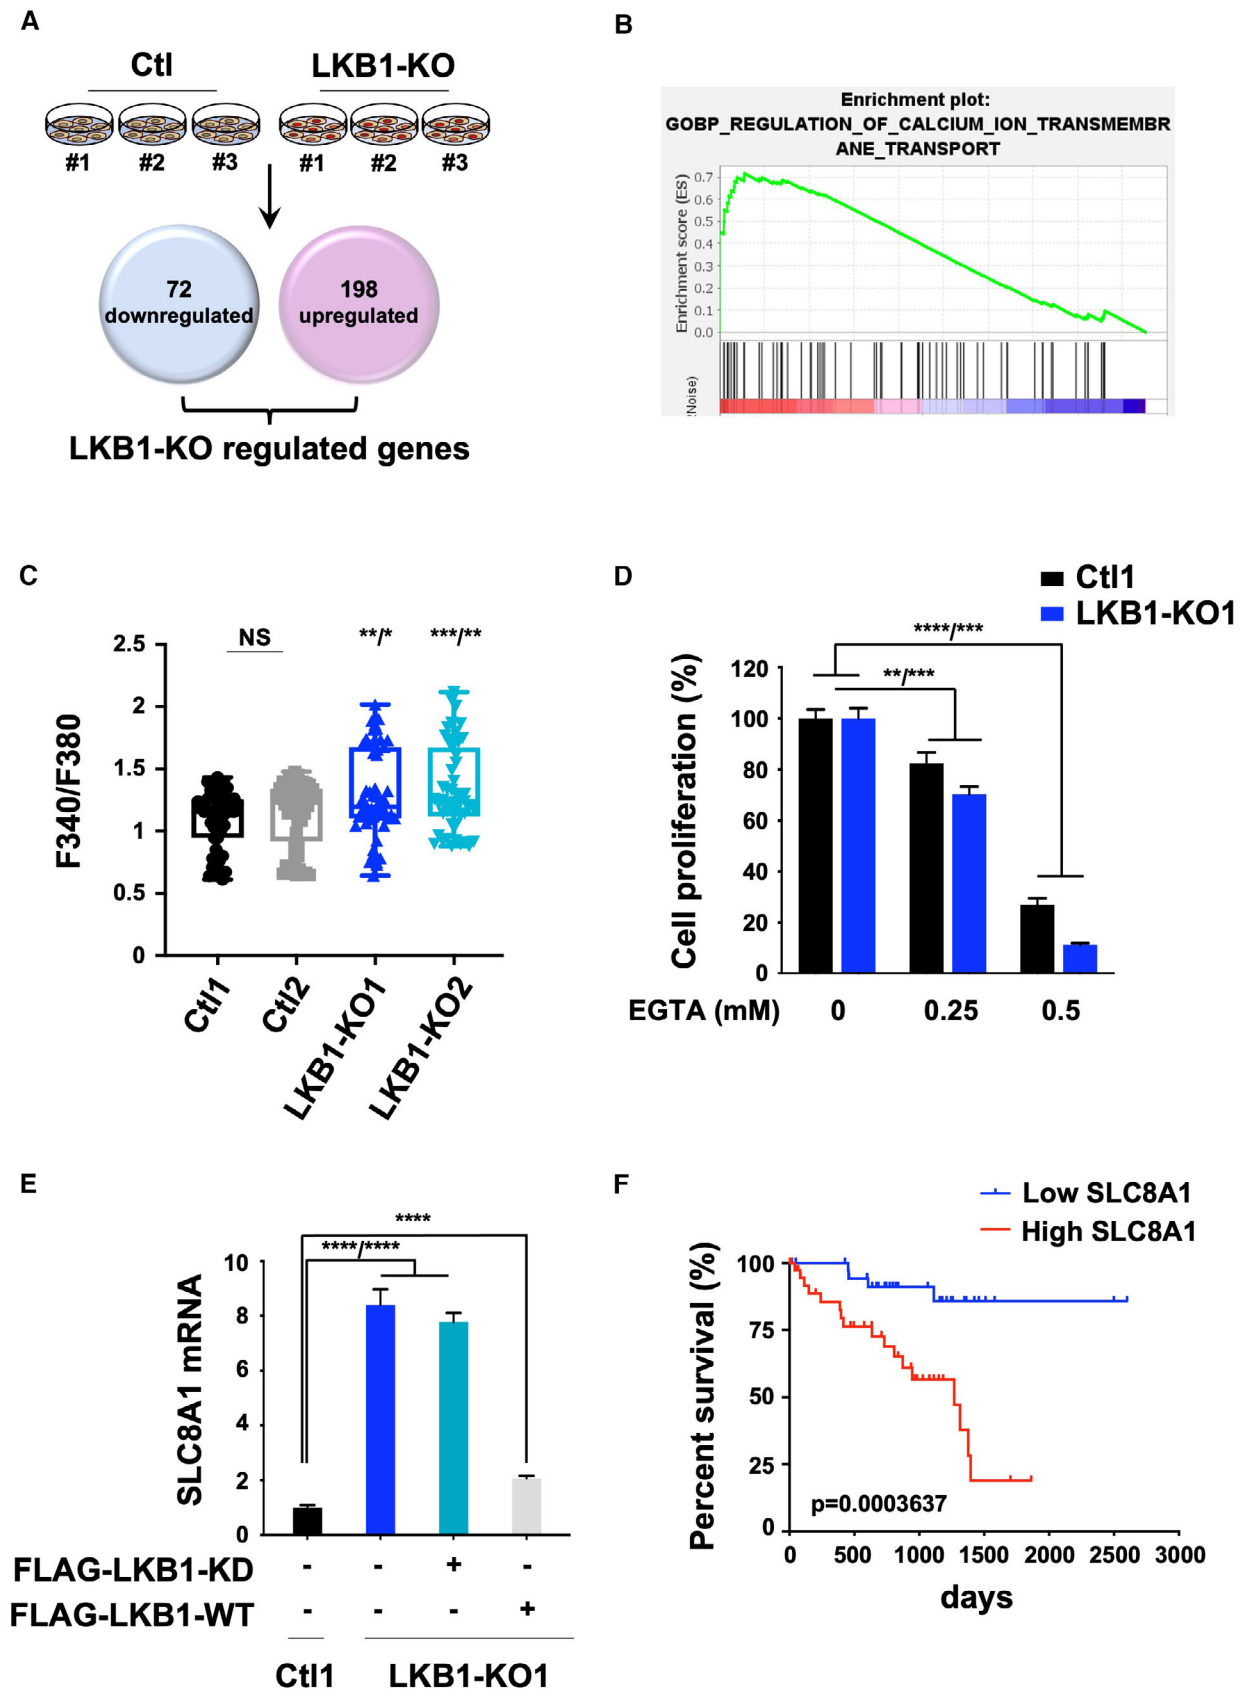 A
Ctl
LKB1-KO
#1 #2 #3 #1 #2 #3
72
downregulated
198
upregulated
LKB1-KO regulated genes
B
Enrichment plot:
GOBP_REGULATION_OF_CALCIUM_ION_TRANSMEMBR
ANE_TRANSPORT
Enrichment score (ES)
0.7
0.6
0.5
0.4
0.3
0.2
0.1
0.0
2Noise)
C
F340/F380
2.5
2
1.5
1
0.5
0
NS
**/*
***/**
Ctl1
Ctl2
LKB1-KO1
LKB1-KO2
D
Ctl1
LKB1-KO1
****/***
**/***
Cell proliferation (%)
120
100
80
60
40
20
0
EGTA (mM) 0 0.25 0.5
E
****
****/****
SLC8A1 mRNA
10
8
6
4
2
0
FLAG-LKB1-KD - - + -
FLAG-LKB1-WT - - - +
Ctl1 LKB1-KO1
F
Low SLC8A1
High SLC8A1
Percent survival (%)
100
75
50
25
0
p=0.0003637
0 500 1000 1500 2000 2500 3000
days